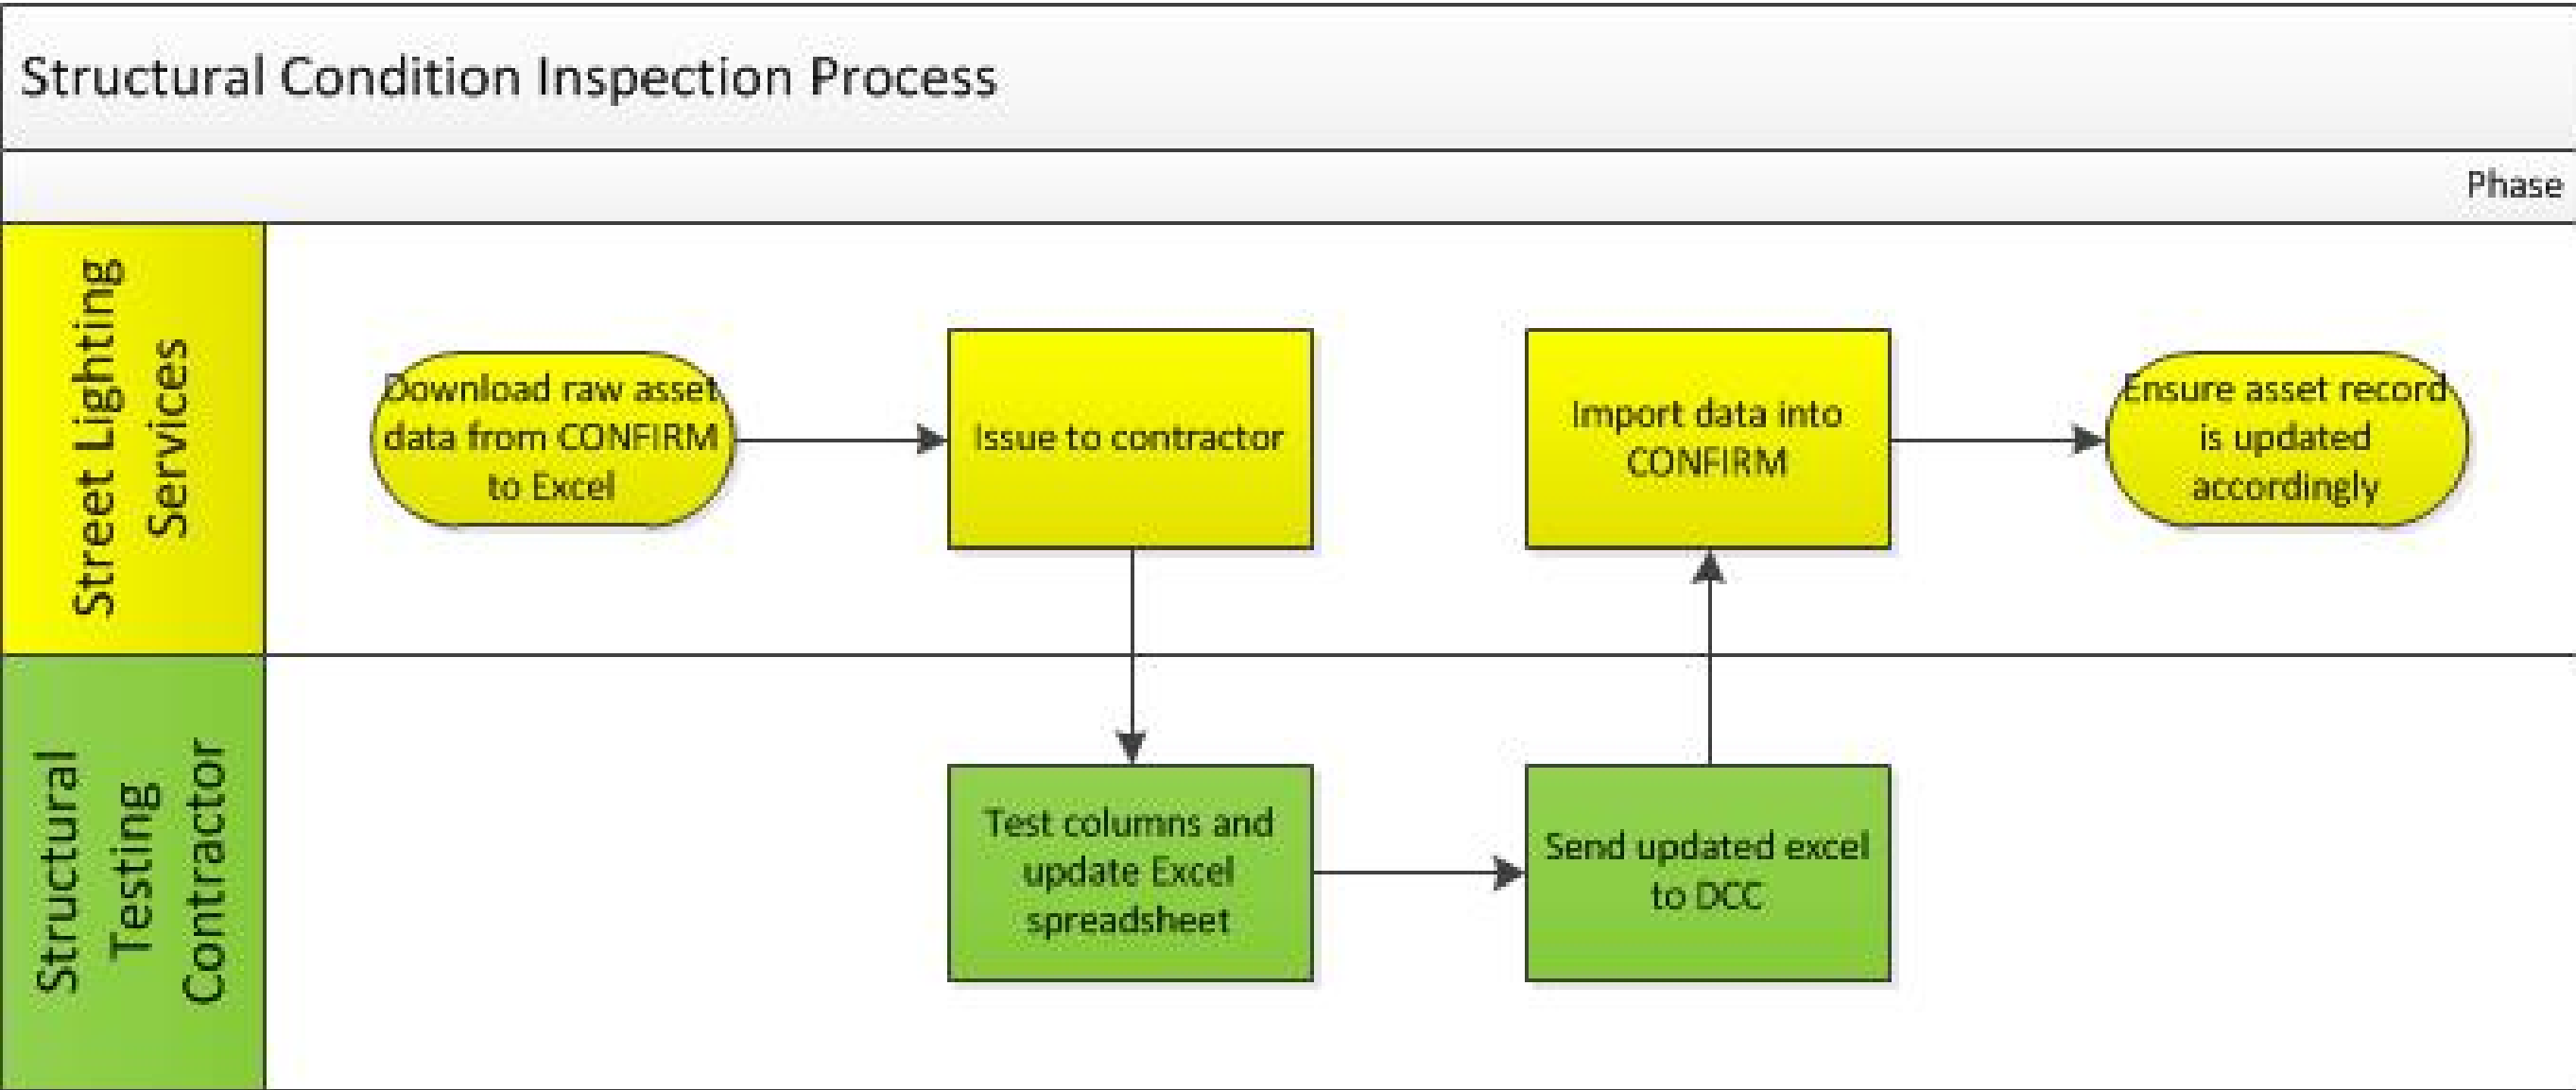 Structural Condition Inspection Process
Phase
Street Lighting
Services
Download raw asset
data from CONFIRM
to Excel
Issue to contractor
Import data into
CONFIRM
Ensure asset record
is updated
accordingly
Structural
Testing
Contractor
Test columns and
update Excel
spreadsheet
Send updated excel
to DCC